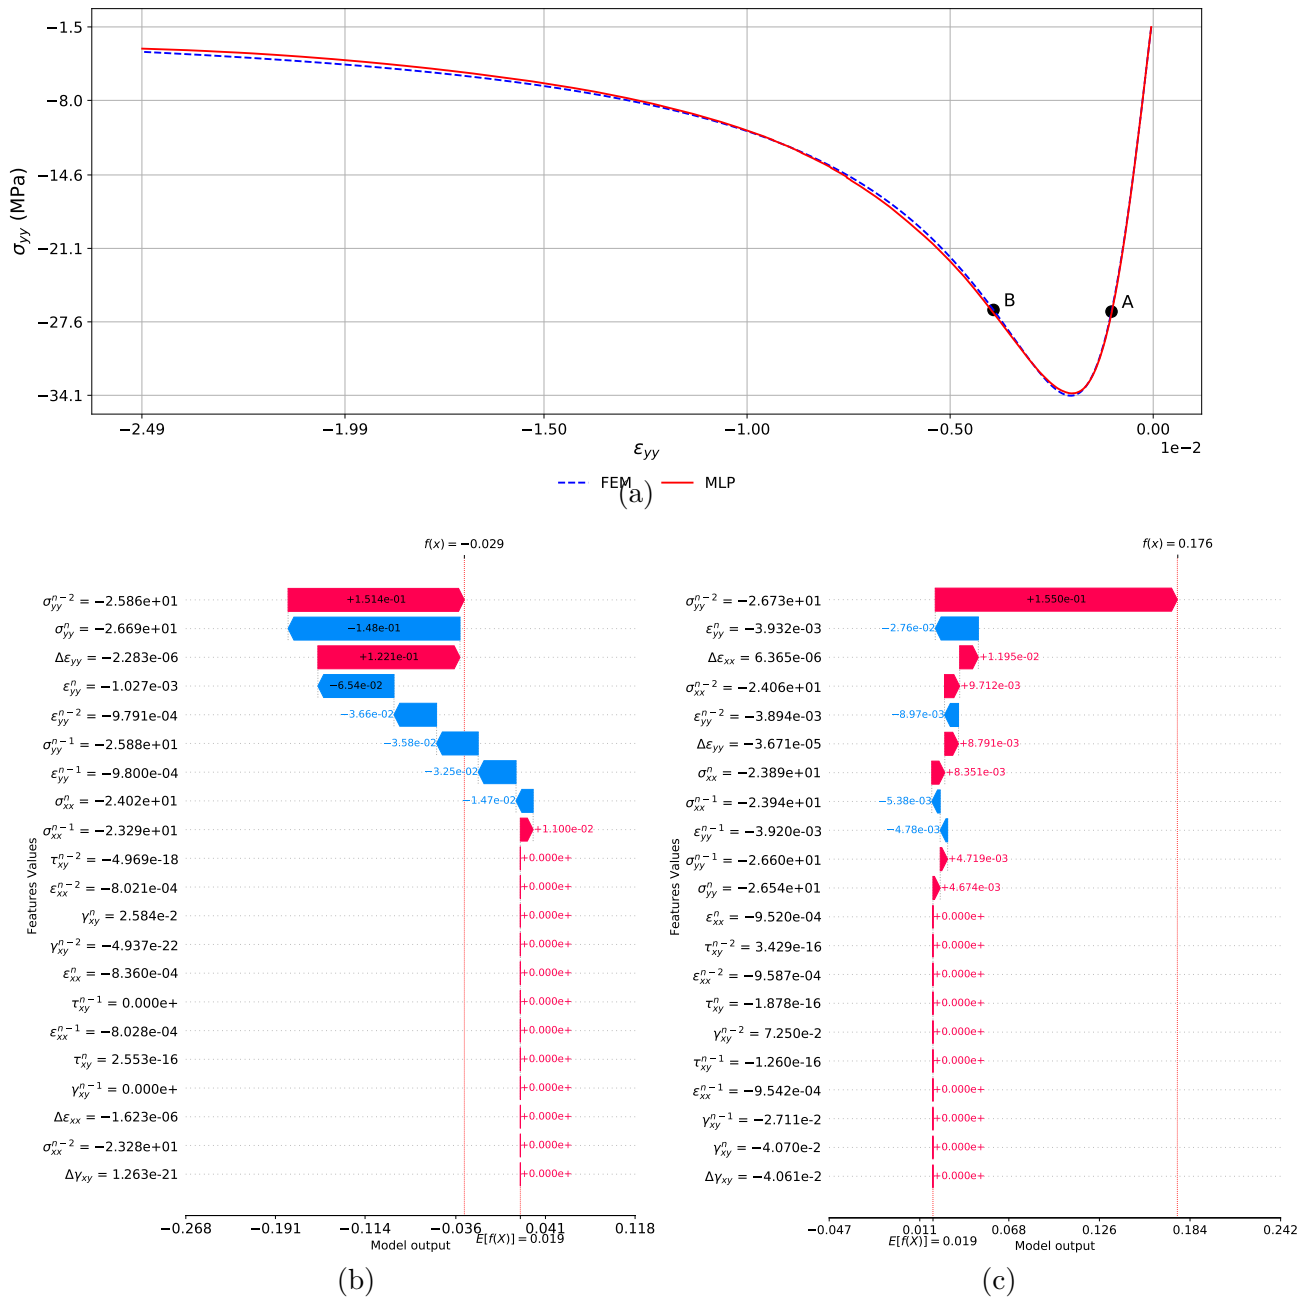 −1.5
−8.0
−14.6
−21.1
−27.6
−34.1
σyy (MPa)
B
A
−2.49
−1.99
−1.50
−1.00
−0.50
0.00
1e−2
εyy
FEM
MLP
(a)
f(x) = −0.029
σyy^n−2 = −2.586e+01
+1.514e-01
σyy^n = −2.669e+01
−1.48e-01
Δεyy = −2.283e-06
+1.221e-01
εyy^n = −1.027e-03
−6.54e-02
εyy^n−2 = −9.791e-04
−3.66e-02
σyy^n−1 = −2.588e+01
−3.58e-02
εyy^n−1 = −9.800e-04
−3.25e-02
σxx^n = −2.402e+01
−1.47e-02
σxx^n−1 = −2.329e+01
+1.100e-02
τxy^n−2 = −4.969e-18
+0.000e+
εxx^n−2 = −8.021e-04
+0.000e+
γxy^n = 2.584e-2
+0.000e+
γxy^n−2 = −4.937e-22
+0.000e+
εxx^n = −8.360e-04
+0.000e+
τxy^n−1 = 0.000e+
+0.000e+
εxx^n−1 = −8.028e-04
+0.000e+
τxy^n = 2.553e-16
+0.000e+
γxy^n−1 = 0.000e+
+0.000e+
Δεxx = −1.623e-06
+0.000e+
σxx^n−2 = −2.328e+01
+0.000e+
Δγxy = 1.263e-21
+0.000e+
Features Values
−0.268
−0.191
−0.114
−0.036
0.041
0.118
Model output
E[f(X)] = 0.019
(b)
f(x) = 0.176
σyy^n−2 = −2.673e+01
+1.550e-01
εyy^n = −3.932e-03
−2.76e-02
Δεxx = 6.365e-06
+1.195e-02
σxx^n−2 = −2.406e+01
+9.712e-03
εyy^n−2 = −3.894e-03
−8.97e-03
Δεyy = −3.671e-05
+8.791e-03
σxx^n = −2.389e+01
+8.351e-03
σxx^n−1 = −2.394e+01
−5.38e-03
εyy^n−1 = −3.920e-03
−4.78e-03
σyy^n−1 = −2.660e+01
+4.719e-03
σyy^n = −2.654e+01
+4.674e-03
εxx^n = −9.520e-04
+0.000e+
τxy^n−2 = 3.429e-16
+0.000e+
εxx^n−2 = −9.587e-04
+0.000e+
τxy^n = −1.878e-16
+0.000e+
γxy^n−2 = 7.250e-2
+0.000e+
τxy^n−1 = −1.260e-16
+0.000e+
εxx^n−1 = −9.542e-04
+0.000e+
γxy^n−1 = −2.711e-2
+0.000e+
γxy^n = −4.070e-2
+0.000e+
Δγxy = −4.061e-2
+0.000e+
Features Values
−0.047
0.011
0.068
0.126
0.184
0.242
E[f(X)] = 0.019
Model output
(c)